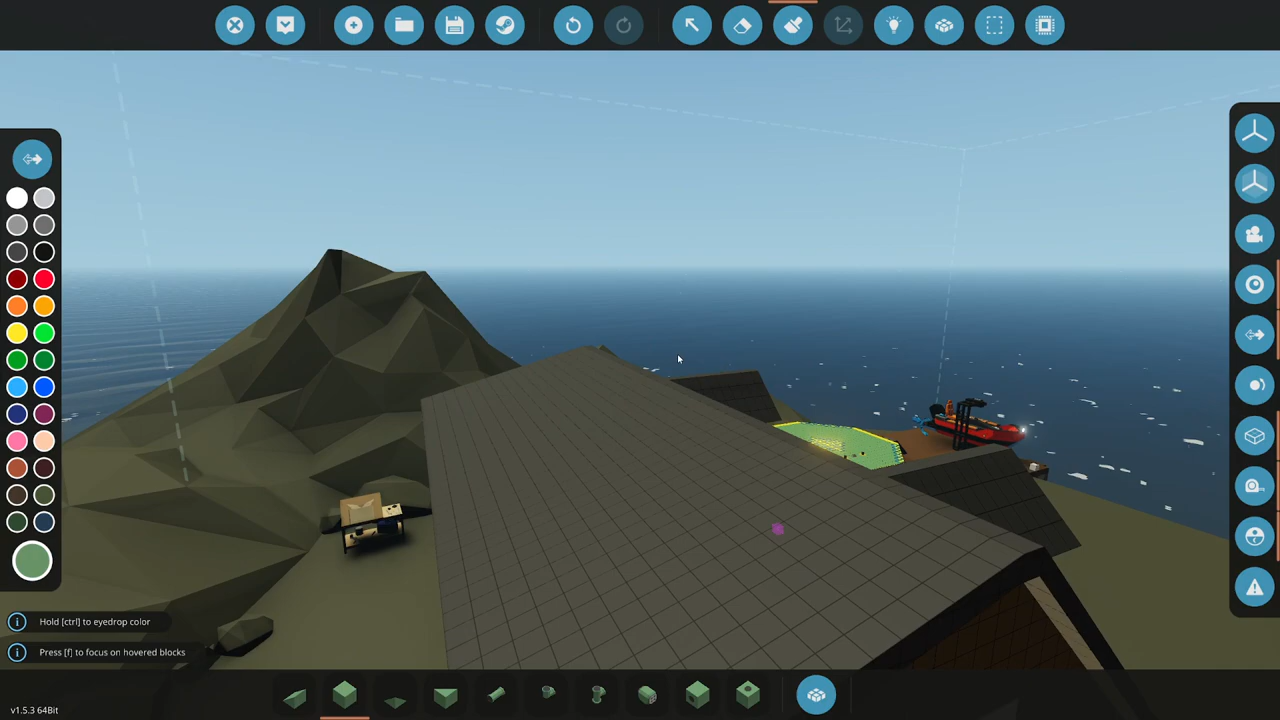 Hold [ctrl] to eyedrop color
Press [f] to focus on hovered blocks
v1.5.3 64Bit